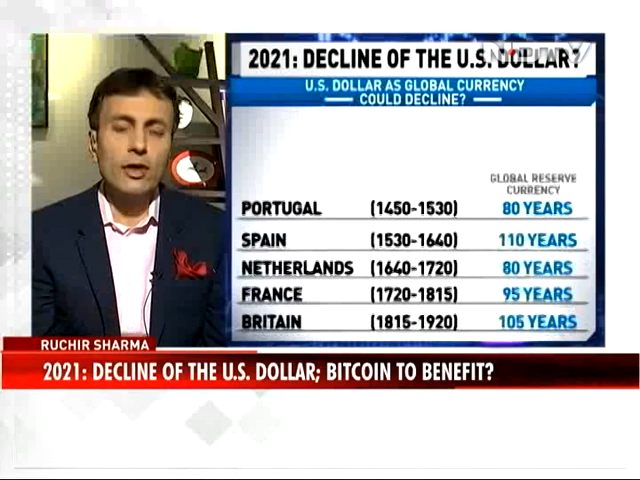 2021: DECLINE OF THE U.S. DOLLAR?
NDTV
U.S. DOLLAR AS GLOBAL CURRENCY
COULD DECLINE?
GLOBAL RESERVE
CURRENCY
PORTUGAL (1450-1530) 80 YEARS
SPAIN (1530-1640) 110 YEARS
NETHERLANDS (1640-1720) 80 YEARS
FRANCE (1720-1815) 95 YEARS
BRITAIN (1815-1920) 105 YEARS
RUCHIR SHARMA
2021: DECLINE OF THE U.S. DOLLAR; BITCOIN TO BENEFIT?